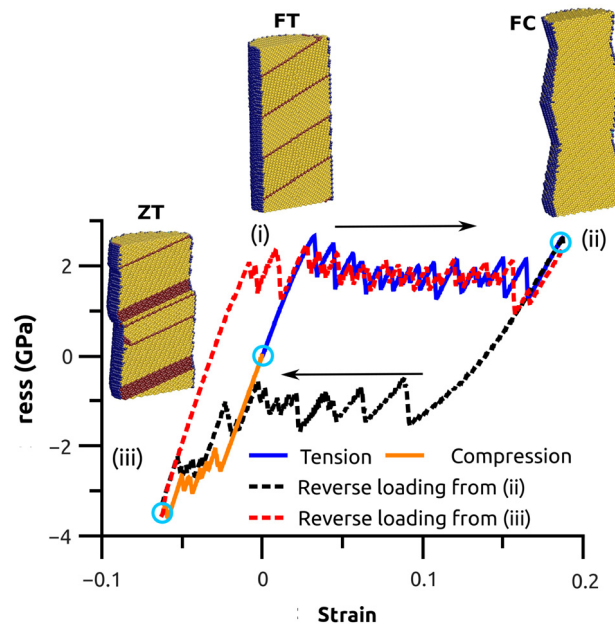 FT
FC
ZT
(i)
(ii)
2
0
−2
−4
ress (GPa)
(iii)
Tension
Compression
Reverse loading from (ii)
Reverse loading from (iii)
−0.1
0
0.1
0.2
Strain